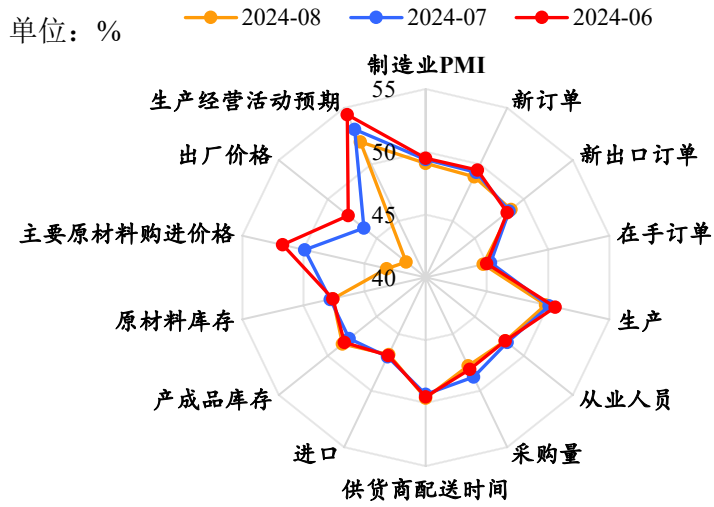 单位：%
2024-08
2024-07
2024-06
制造业PMI
新订单
新出口订单
在手订单
生产
从业人员
采购量
供货商配送时间
进口
产成品库存
原材料库存
主要原材料购进价格
出厂价格
生产经营活动预期
55
50
45
40